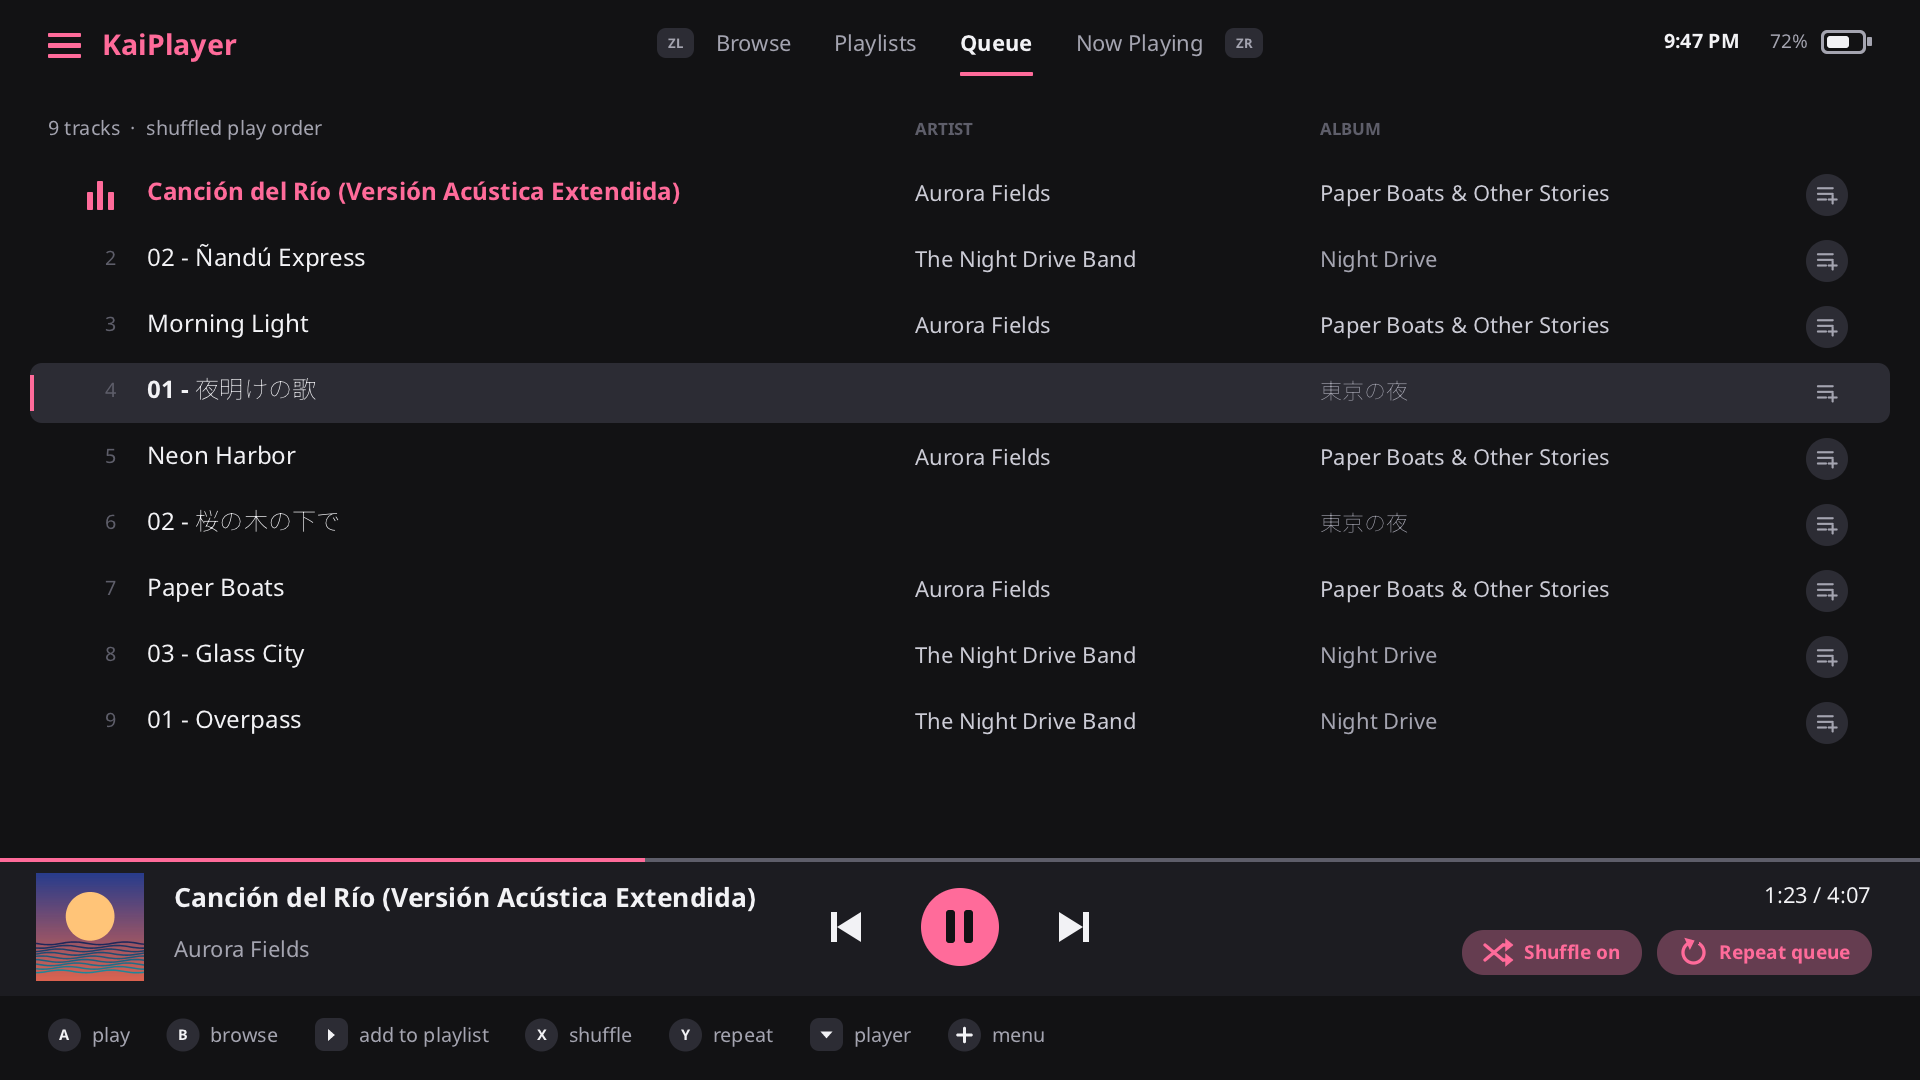 KaiPlayer
ZL Browse Playlists Queue Now Playing ZR
9:47 PM 72%
9 tracks · shuffled play order ARTIST ALBUM
Canción del Río (Versión Acústica Extendida) Aurora Fields Paper Boats & Other Stories
2 02 - Ñandú Express The Night Drive Band Night Drive
3 Morning Light Aurora Fields Paper Boats & Other Stories
4 01 - 夜明けの歌 東京の夜
5 Neon Harbor Aurora Fields Paper Boats & Other Stories
6 02 - 桜の木の下で 東京の夜
7 Paper Boats Aurora Fields Paper Boats & Other Stories
8 03 - Glass City The Night Drive Band Night Drive
9 01 - Overpass The Night Drive Band Night Drive
Canción del Río (Versión Acústica Extendida)
Aurora Fields
1:23 / 4:07
Shuffle on Repeat queue
A play B browse add to playlist X shuffle Y repeat player menu